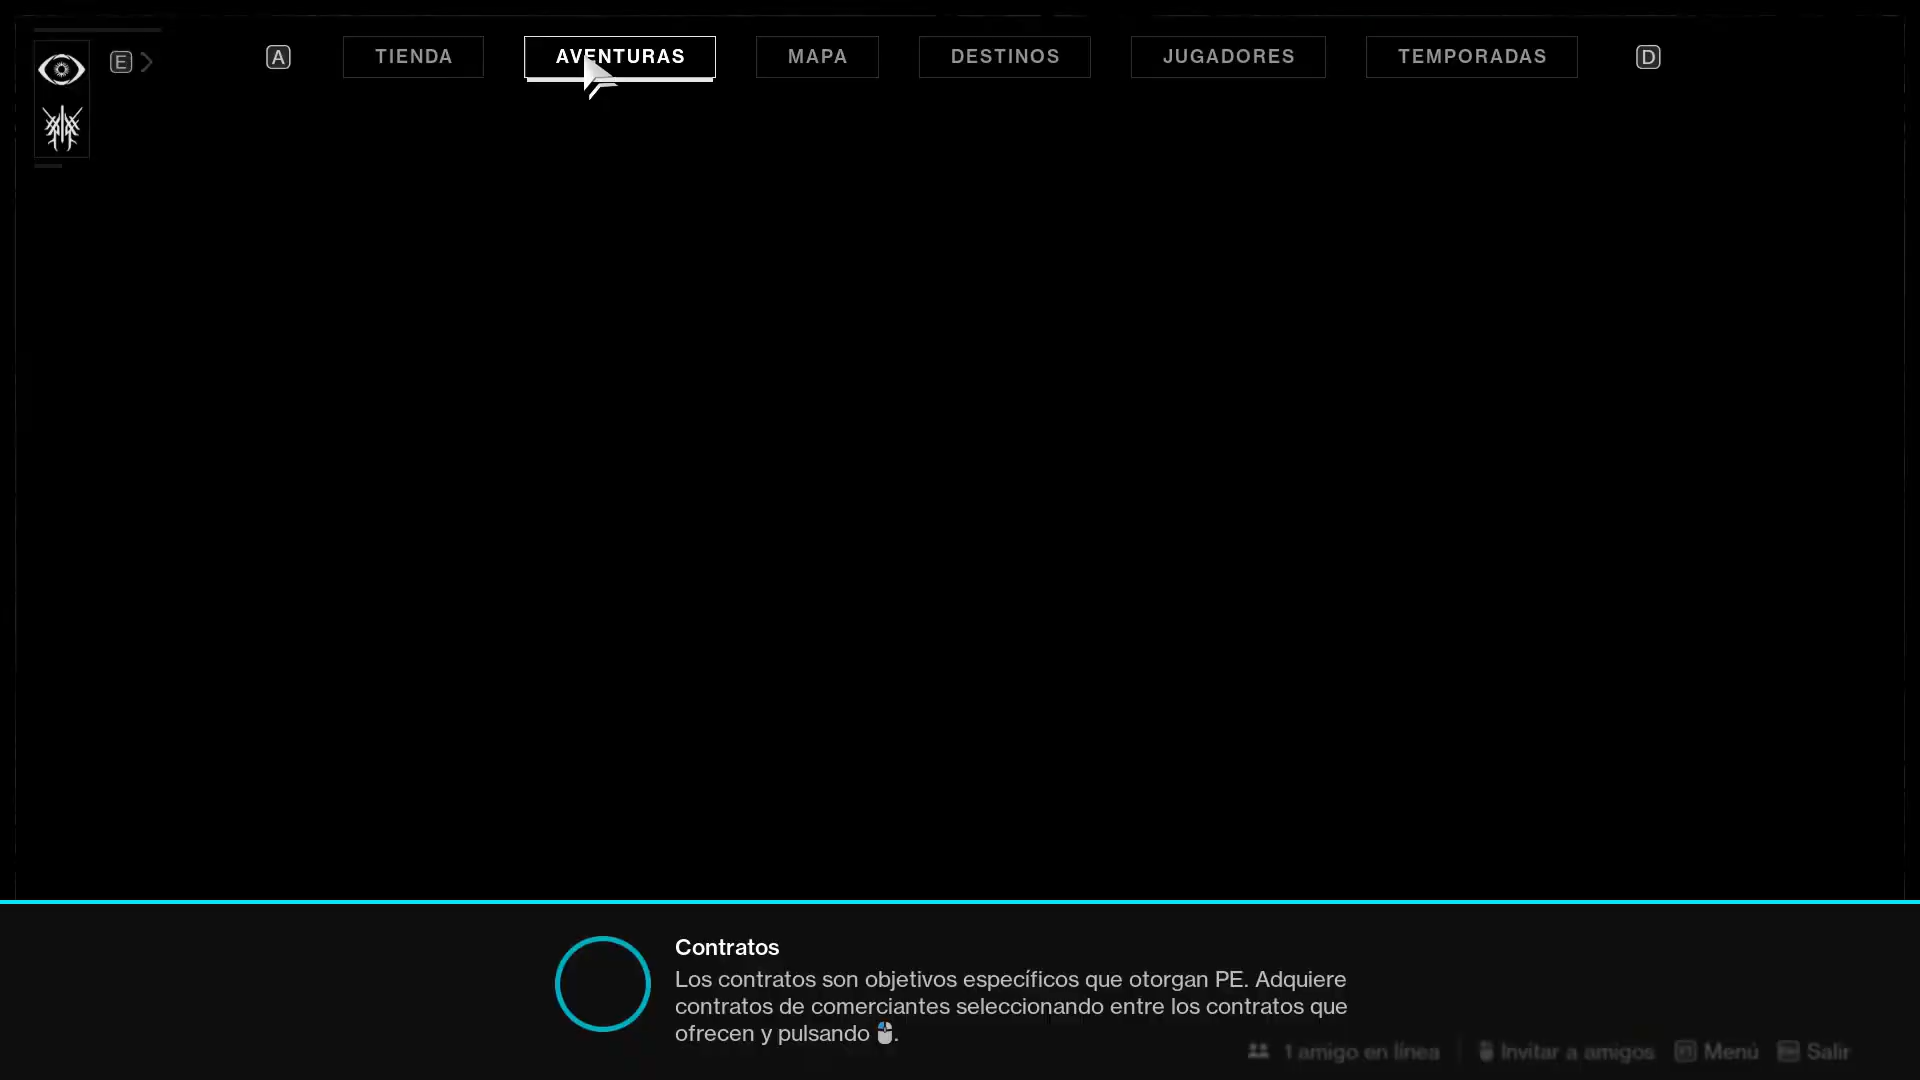 E
A
TIENDA
AVENTURAS
MAPA
DESTINOS
JUGADORES
TEMPORADAS
D
Contratos
Los contratos son objetivos específicos que otorgan PE. Adquiere
contratos de comerciantes seleccionando entre los contratos que
ofrecen y pulsando .
1 amigo en línea
Invitar a amigos
Menú
Salir